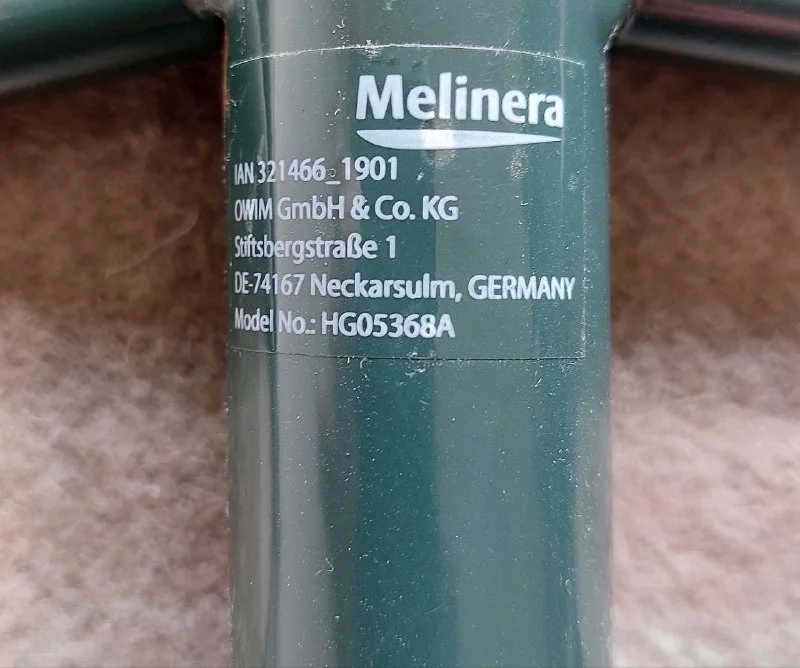 Melinera
IAN 321466_1901
OWIM GmbH & Co. KG
Stiftsbergstraße 1
DE-74167 Neckarsulm, GERMANY
Model No.: HG05368A